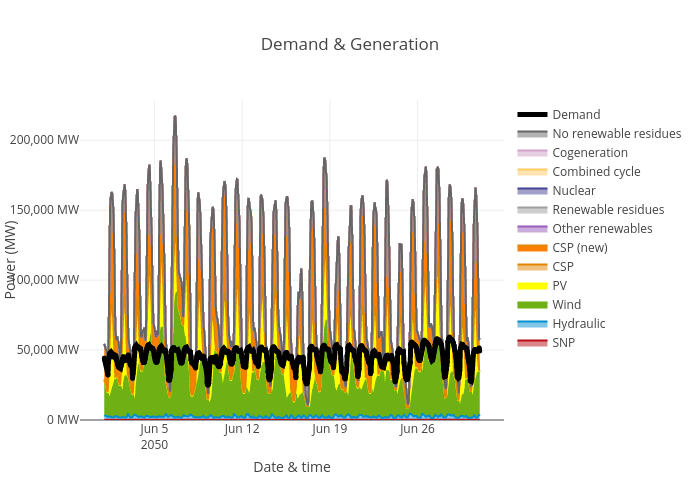 Demand & Generation
200,000 MW
150,000 MW
100,000 MW
50,000 MW
0 MW
Power (MW)
Jun 5
2050
Jun 12
Jun 19
Jun 26
Date & time
Demand
No renewable residues
Cogeneration
Combined cycle
Nuclear
Renewable residues
Other renewables
CSP (new)
CSP
PV
Wind
Hydraulic
SNP